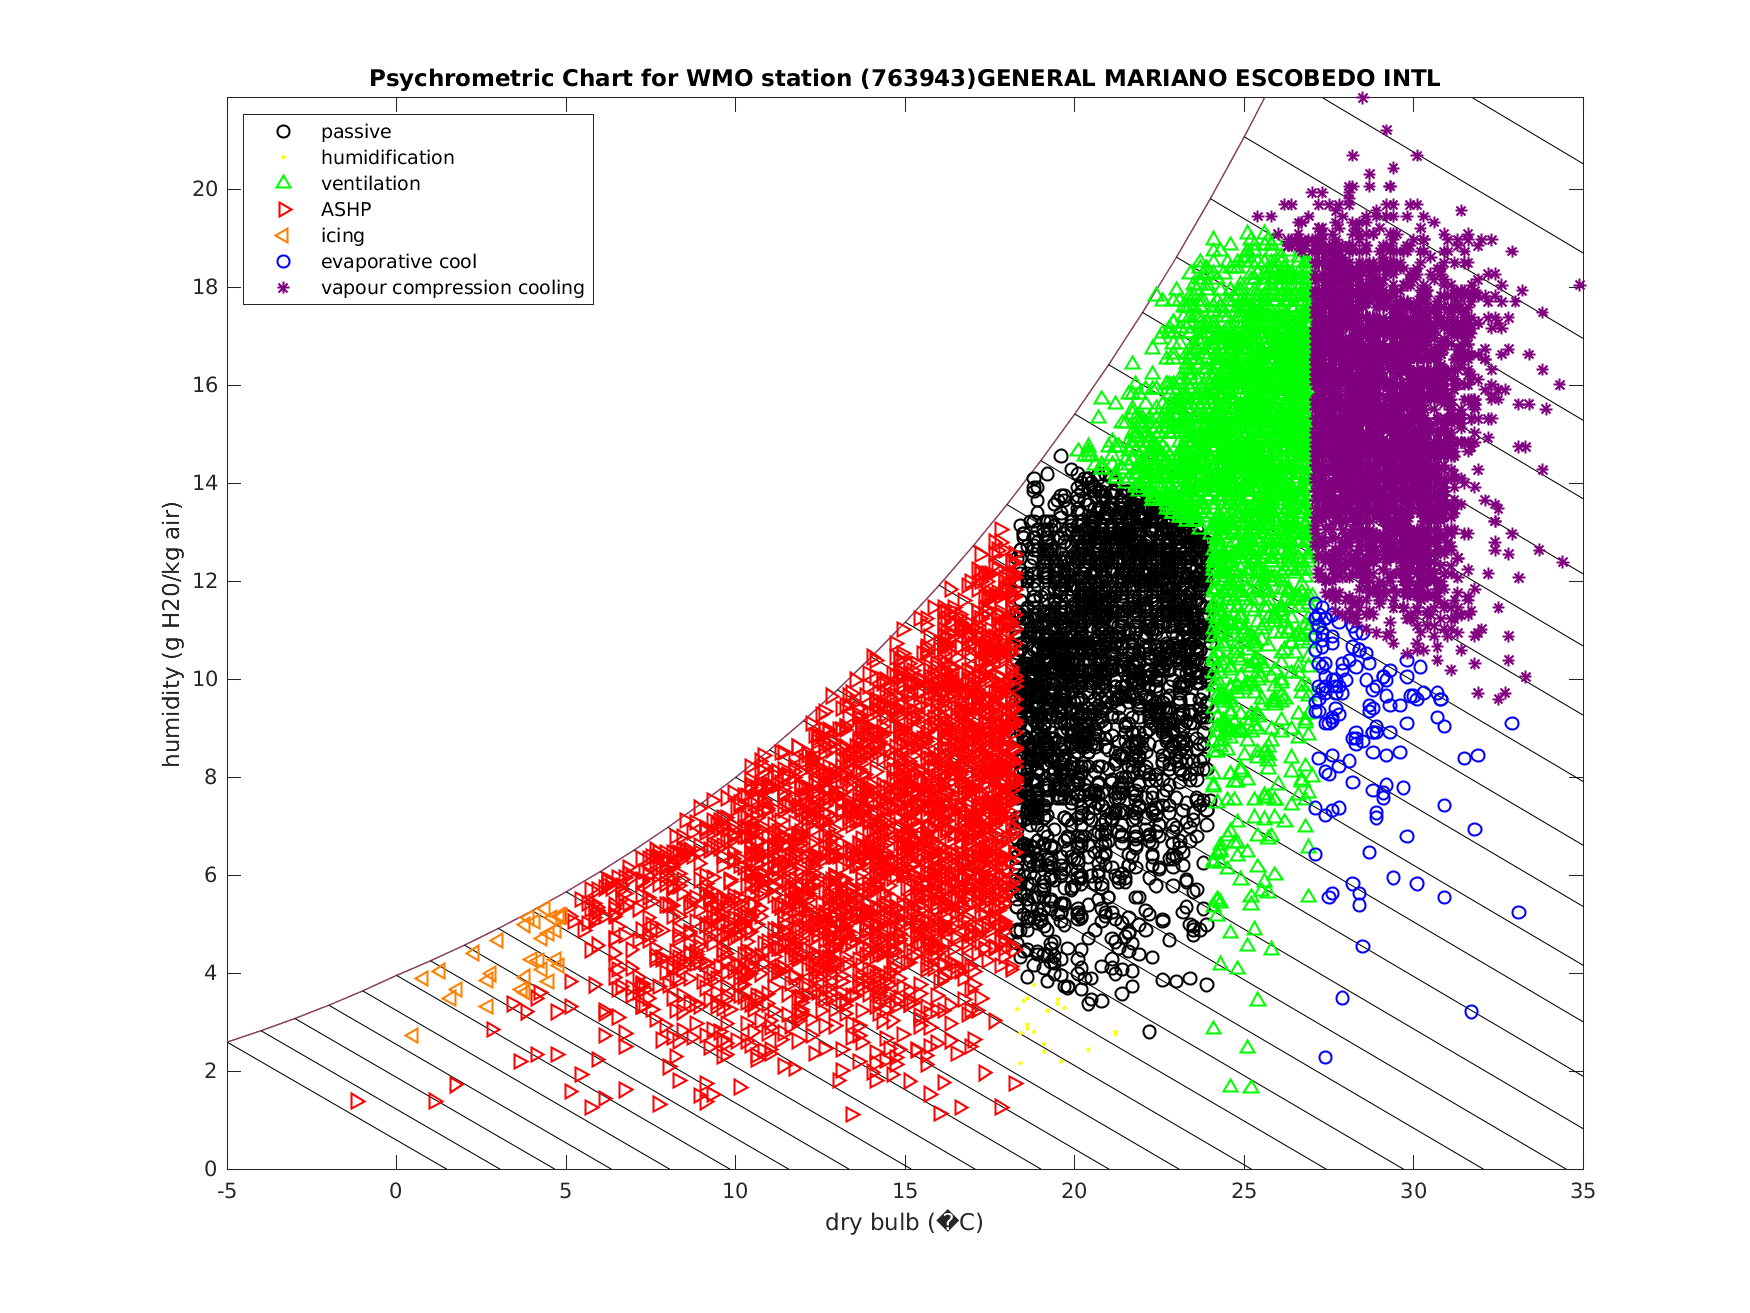 Psychrometric Chart for WMO station (763943)GENERAL MARIANO ESCOBEDO INTL
passive
humidification
ventilation
ASHP
icing
evaporative cool
vapour compression cooling
humidity (g H20/kg air)
20
18
16
14
12
10
8
6
4
2
0
-5 0 5 10 15 20 25 30 35
dry bulb (�C)